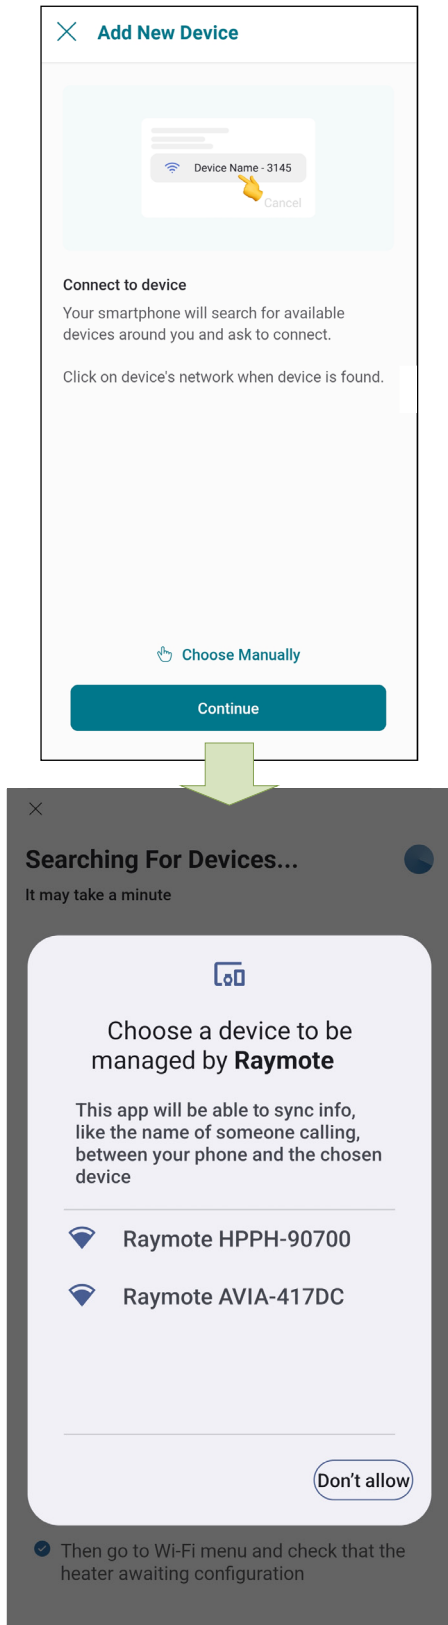 Add New Device
Device Name - 3145
Cancel
Connect to device
Your smartphone will search for available
devices around you and ask to connect.
Click on device's network when device is found.
Choose Manually
Continue
Searching For Devices...
It may take a minute
Choose a device to be
managed by Raymote
This app will be able to sync info,
like the name of someone calling,
between your phone and the chosen
device
Raymote HPPH-90700
Raymote AVIA-417DC
Don't allow
Then go to Wi-Fi menu and check that the
heater awaiting configuration